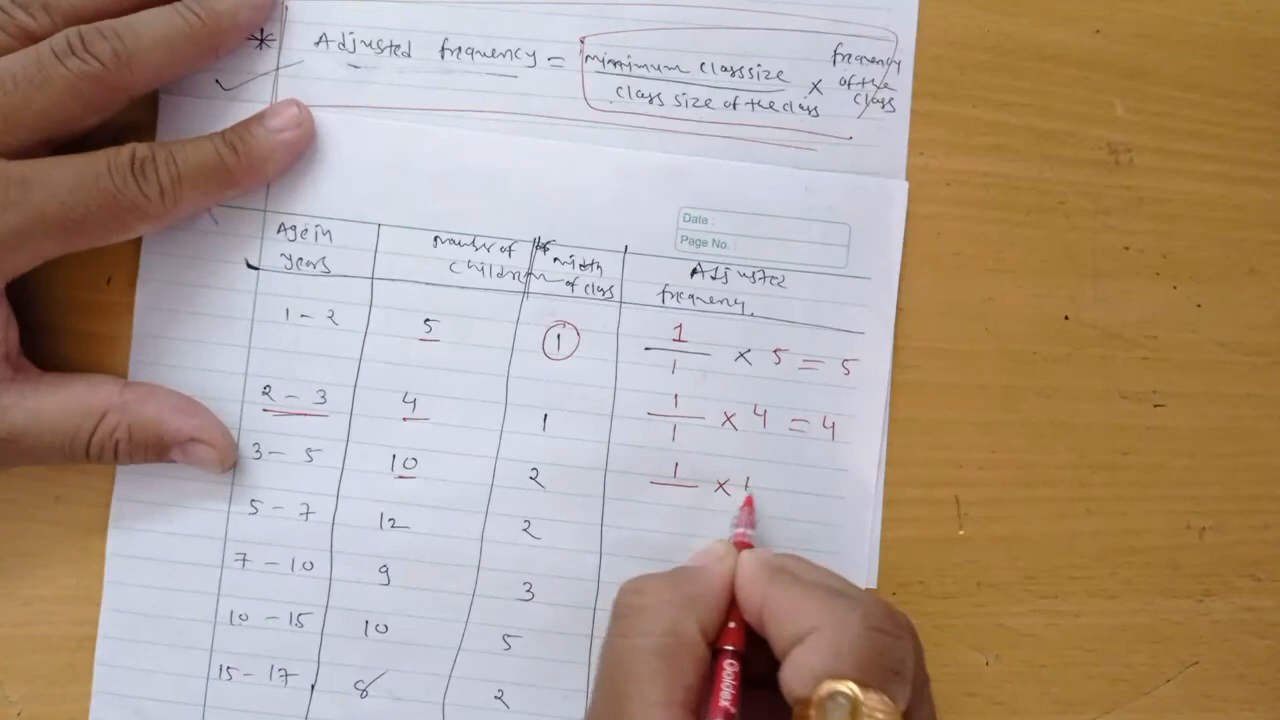 * Adjusted frequency = minimum classsize / class size of the class × frequency of the class
Date :
Page No.
Age in years
number of children
width of class
Adjusted frequency.
1 - 2 5 1 1/1 × 5 = 5
2 - 3 4 1 1/1 × 4 = 4
3 - 5 10 2 1/ × 1
5 - 7 12 2
7 - 10 9 3
10 - 15 10 5
15 - 17 8 2
Goldex